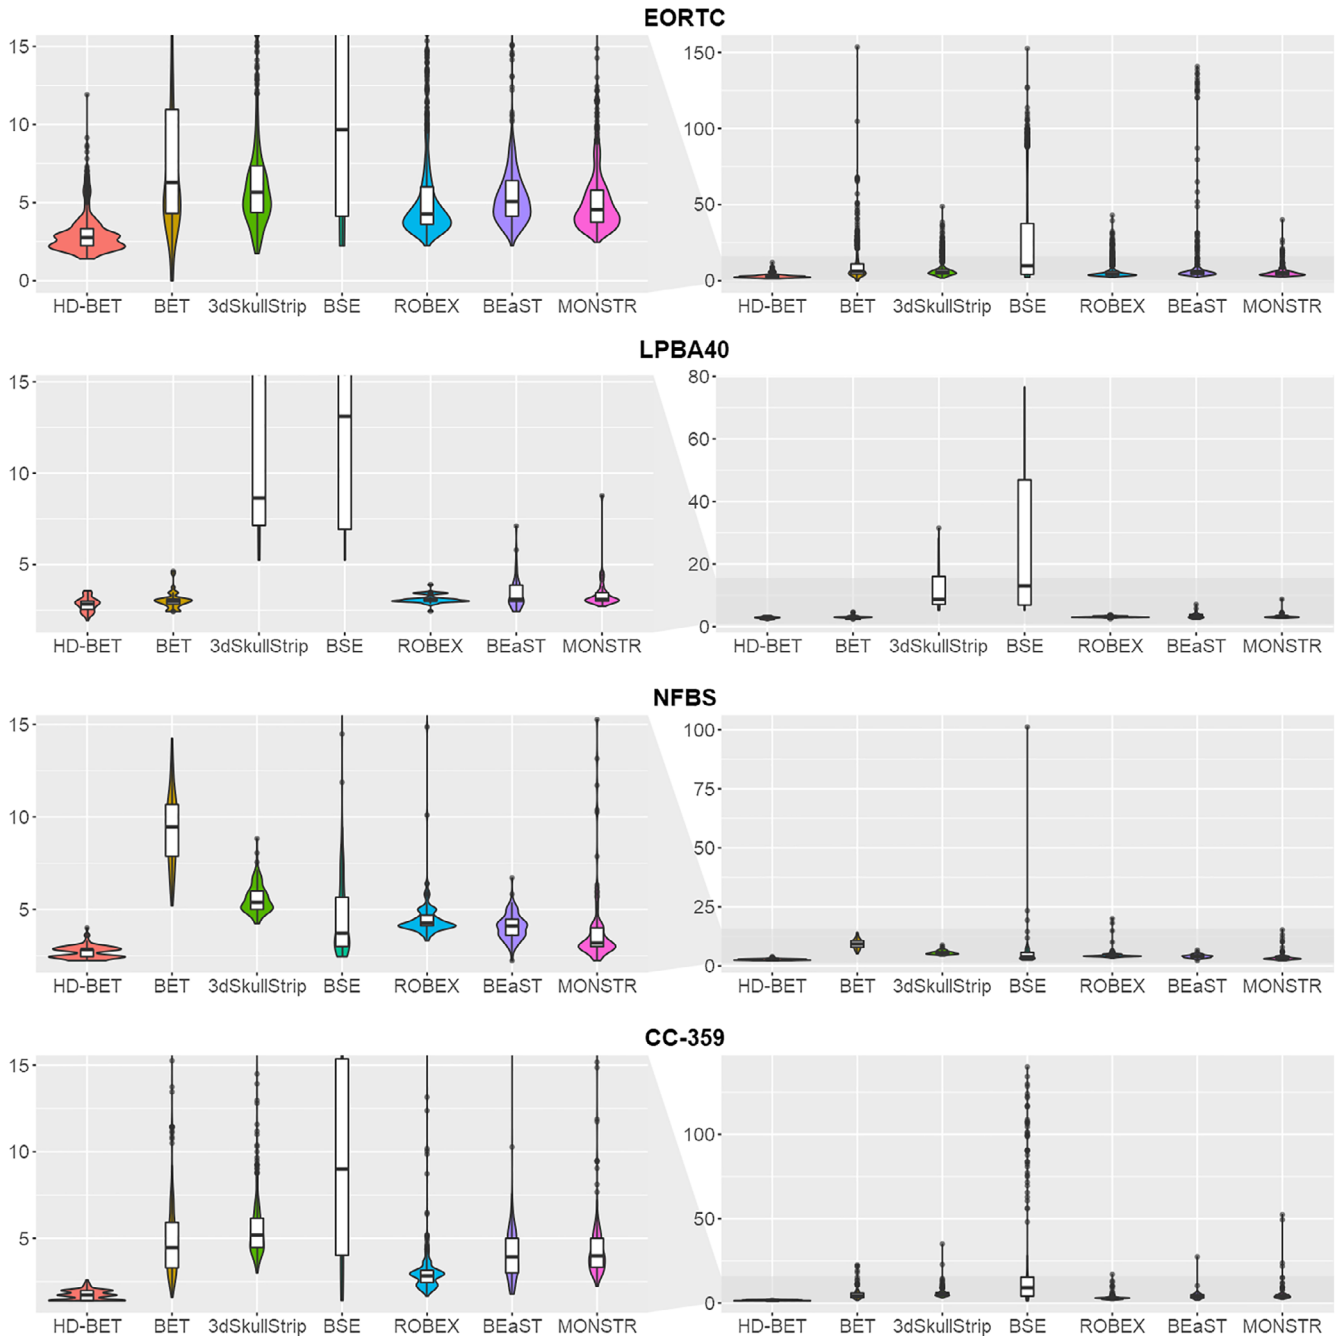 EORTC
15
10
5
0
HD-BET BET 3dSkullStrip BSE ROBEX BEaST MONSTR
150
100
50
0
HD-BET BET 3dSkullStrip BSE ROBEX BEaST MONSTR
LPBA40
15
10
5
HD-BET BET 3dSkullStrip BSE ROBEX BEaST MONSTR
80
60
40
20
0
HD-BET BET 3dSkullStrip BSE ROBEX BEaST MONSTR
NFBS
15
10
5
HD-BET BET 3dSkullStrip BSE ROBEX BEaST MONSTR
100
75
50
25
0
HD-BET BET 3dSkullStrip BSE ROBEX BEaST MONSTR
CC-359
15
10
5
HD-BET BET 3dSkullStrip BSE ROBEX BEaST MONSTR
100
50
0
HD-BET BET 3dSkullStrip BSE ROBEX BEaST MONSTR